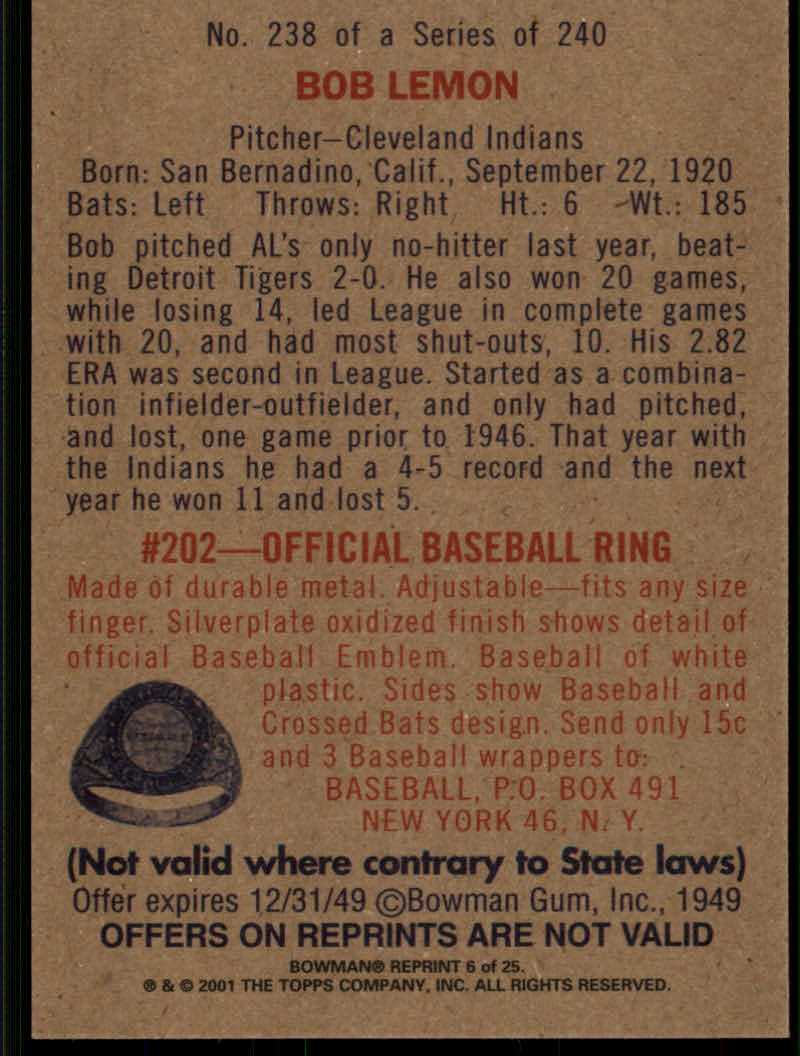 No. 238 of a Series of 240
BOB LEMON
Pitcher—Cleveland Indians
Born: San Bernadino, Calif., September 22, 1920
Bats: Left Throws: Right Ht.: 6 Wt.: 185
Bob pitched AL's only no-hitter last year, beat-
ing Detroit Tigers 2-0. He also won 20 games,
while losing 14, led League in complete games
with 20, and had most shut-outs, 10. His 2.82
ERA was second in League. Started as a combina-
tion infielder-outfielder, and only had pitched,
and lost, one game prior to 1946. That year with
the Indians he had a 4-5 record and the next
year he won 11 and lost 5.
#202—OFFICIAL BASEBALL RING
Made of durable metal. Adjustable—fits any size
finger. Silverplate oxidized finish shows detail of
official Baseball Emblem. Baseball of white
plastic. Sides show Baseball and
Crossed Bats design. Send only 15c
and 3 Baseball wrappers to:
BASEBALL, P.O. BOX 491
NEW YORK 46, N. Y.
(Not valid where contrary to State laws)
Offer expires 12/31/49 ©Bowman Gum, Inc., 1949
OFFERS ON REPRINTS ARE NOT VALID
BOWMAN® REPRINT 6 of 25.
® & © 2001 THE TOPPS COMPANY, INC. ALL RIGHTS RESERVED.